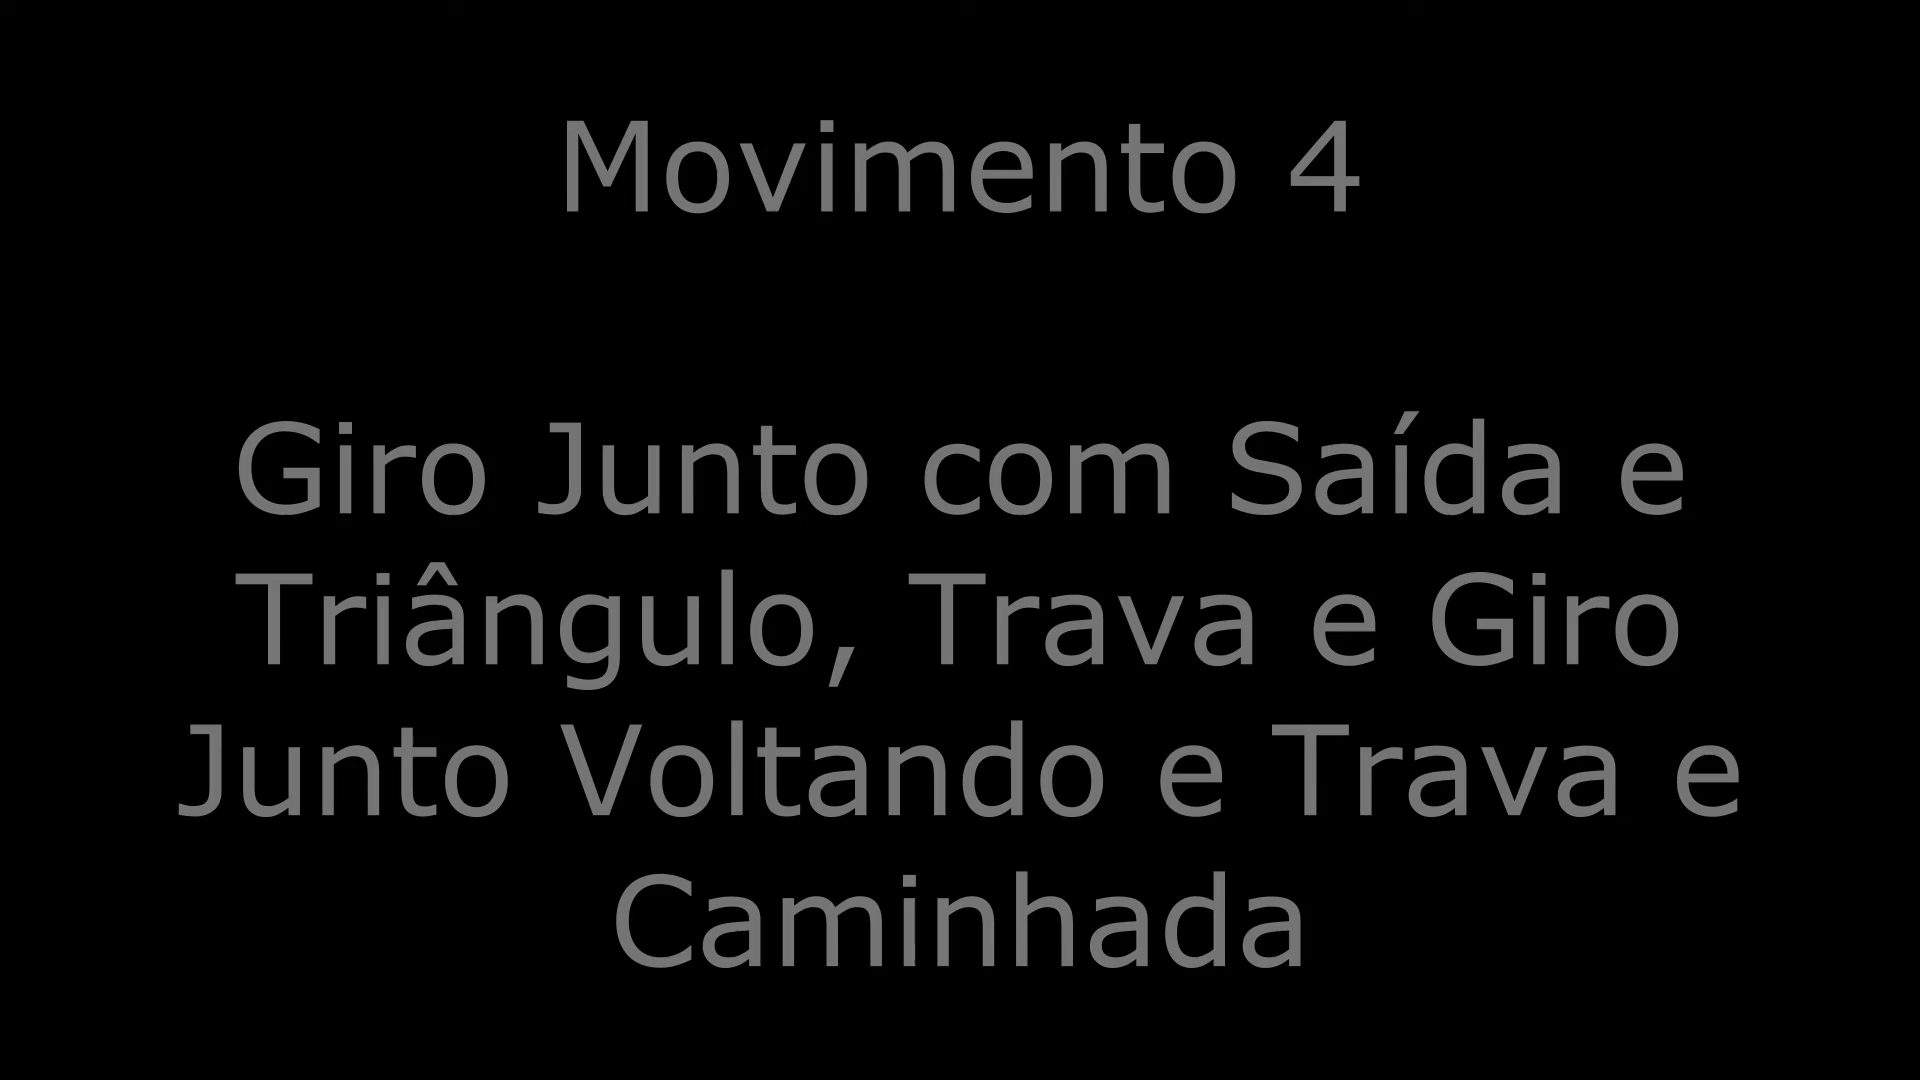 Movimento 4
Giro Junto com Saída e
Triângulo, Trava e Giro
Junto Voltando e Trava e
Caminhada